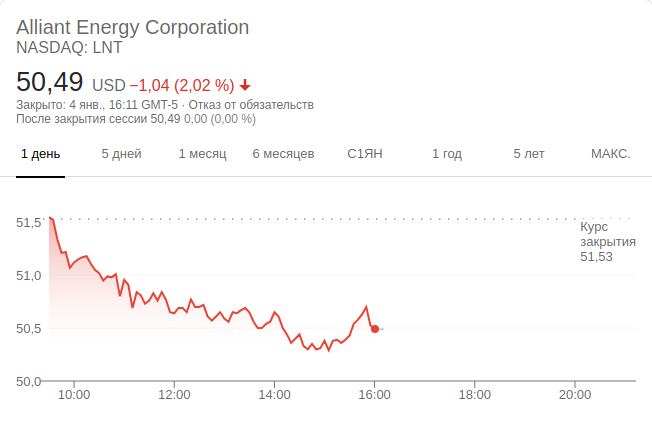 Alliant Energy Corporation
NASDAQ: LNT
50,49 USD −1,04 (2,02 %)
Закрыто: 4 янв., 16:11 GMT-5 · Отказ от обязательств
После закрытия сессии 50,49 0,00 (0,00 %)
1 день 5 дней 1 месяц 6 месяцев С1ЯН 1 год 5 лет МАКС.
51,5
Курс
закрытия
51,53
51,0
50,5
50,0
10:00 12:00 14:00 16:00 18:00 20:00